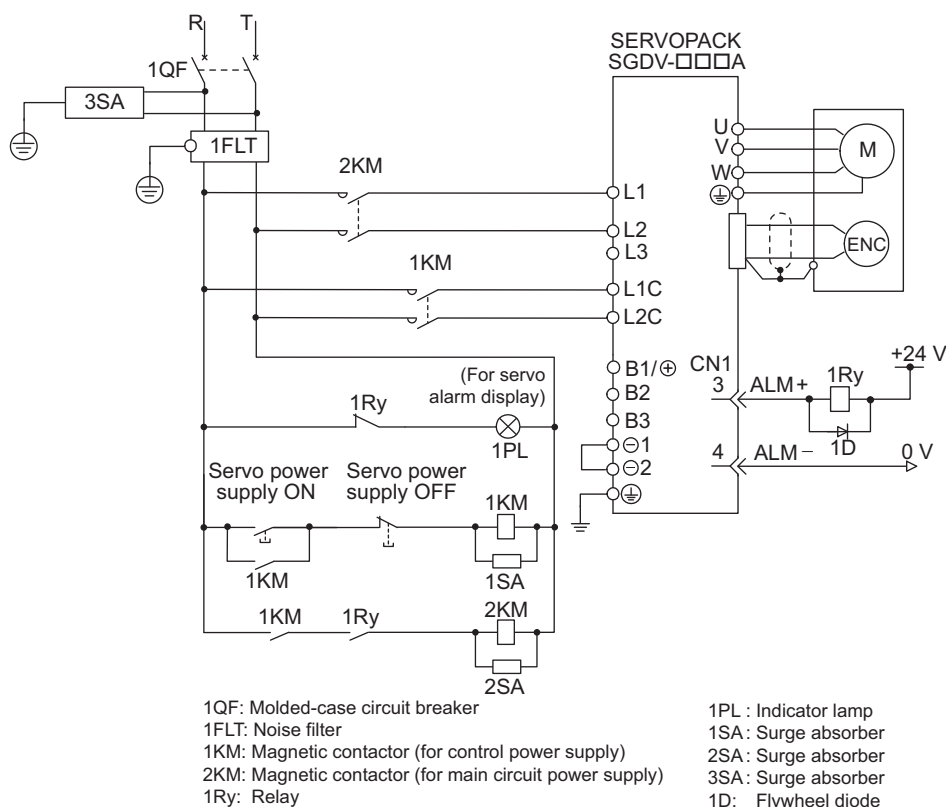 R T
SERVOPACK
SGDV-□□□A
1QF
3SA
1FLT
U
V
W
M
2KM
L1
L2
L3
ENC
1KM
L1C
L2C
B1/⊕
B2
B3
⊖1
⊖2
CN1
+24 V
3 ALM+ 1Ry
1D
4 ALM− 0 V
(For servo
alarm display)
1Ry
1PL
Servo power
supply ON
Servo power
supply OFF
1KM
1KM
1SA
1KM 1Ry 2KM
2SA
1QF: Molded-case circuit breaker
1FLT: Noise filter
1KM: Magnetic contactor (for control power supply)
2KM: Magnetic contactor (for main circuit power supply)
1Ry: Relay
1PL : Indicator lamp
1SA : Surge absorber
2SA : Surge absorber
3SA : Surge absorber
1D: Flywheel diode